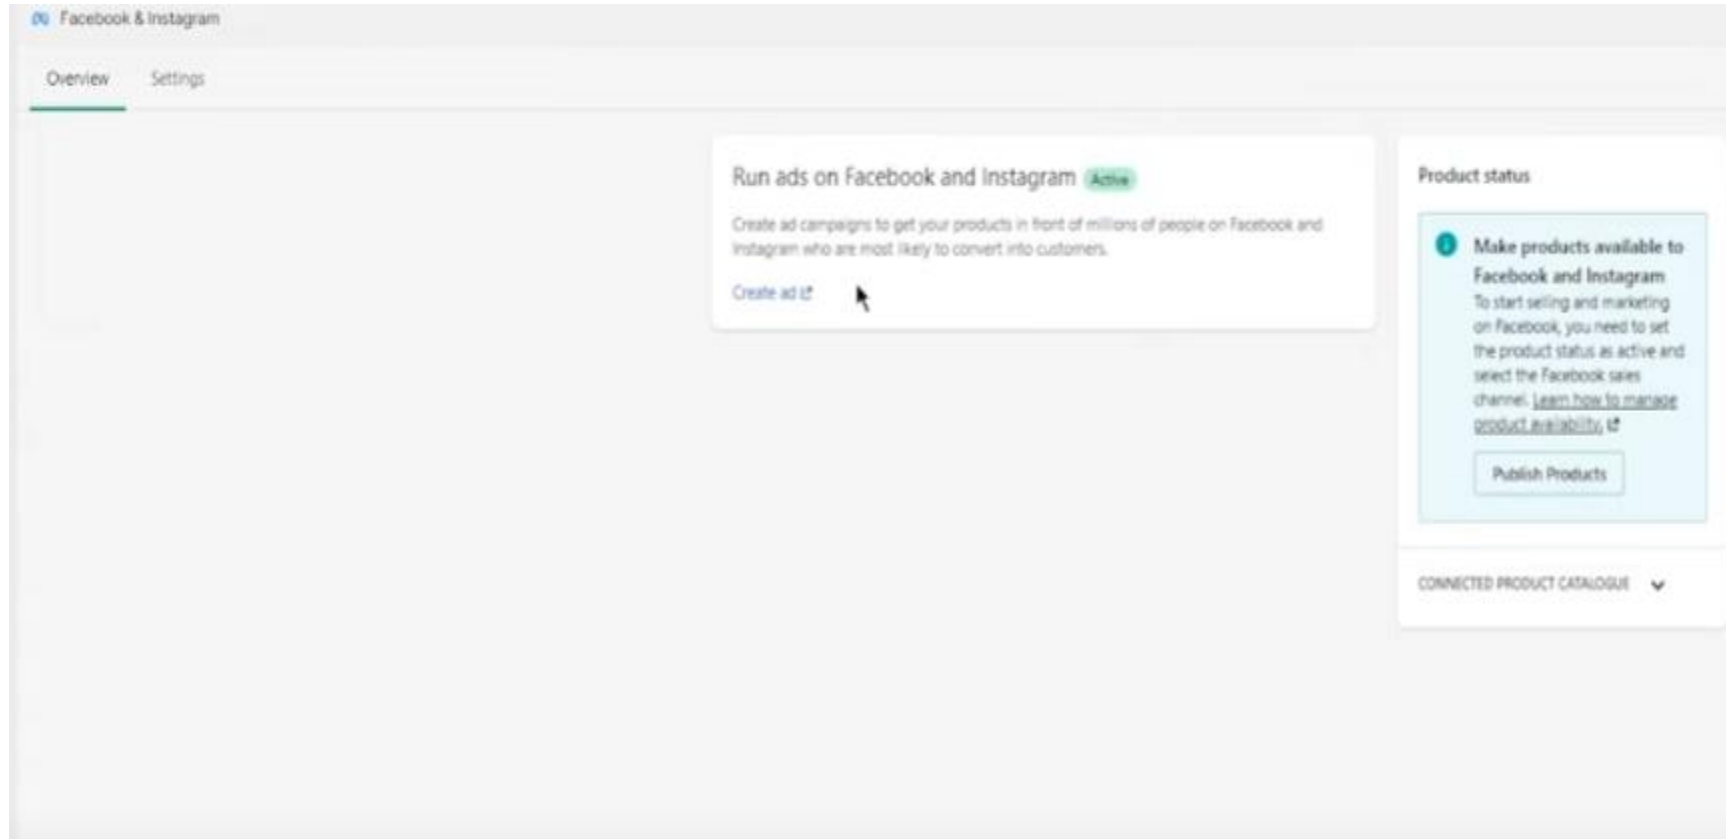 Facebook & Instagram
Overview
Settings
Run ads on Facebook and Instagram Active
Create ad campaigns to get your products in front of millions of people on Facebook and
Instagram who are most likely to convert into customers.
Create ad
Product status
Make products available to
Facebook and Instagram
To start selling and marketing
on Facebook, you need to set
the product status as active and
select the Facebook sales
channel. Learn how to manage
product availability.
Publish Products
CONNECTED PRODUCT CATALOGUE